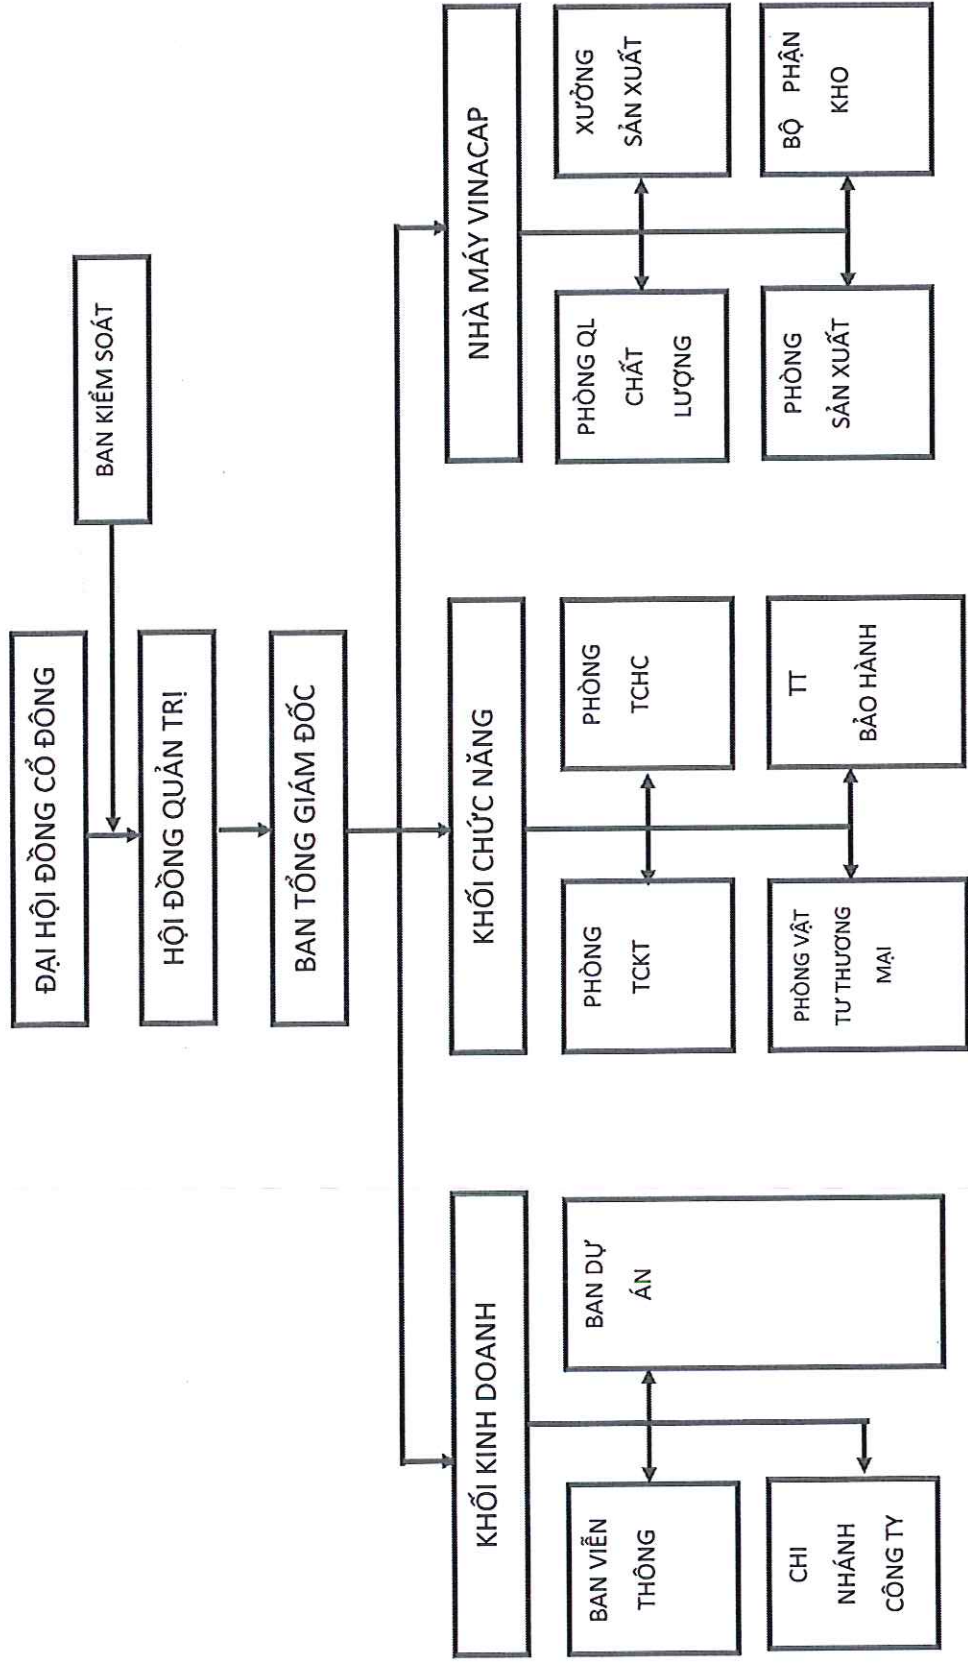 ĐẠI HỘI ĐỒNG CỔ ĐÔNG
BAN KIỂM SOÁT
HỘI ĐỒNG QUẢN TRỊ
BAN TỔNG GIÁM ĐỐC
KHỐI KINH DOANH
KHỐI CHỨC NĂNG
NHÀ MÁY VINACAP
BAN VIỄN
THÔNG
BAN DỰ
ÁN
CHI
NHÁNH
CÔNG TY
PHÒNG
TCKT
PHÒNG
TCHC
PHÒNG VẬT
TƯ THƯƠNG
MẠI
TT
BẢO HÀNH
PHÒNG QL
CHẤT
LƯỢNG
XƯỞNG
SẢN XUẤT
PHÒNG
SẢN XUẤT
BỘ PHẬN
KHO